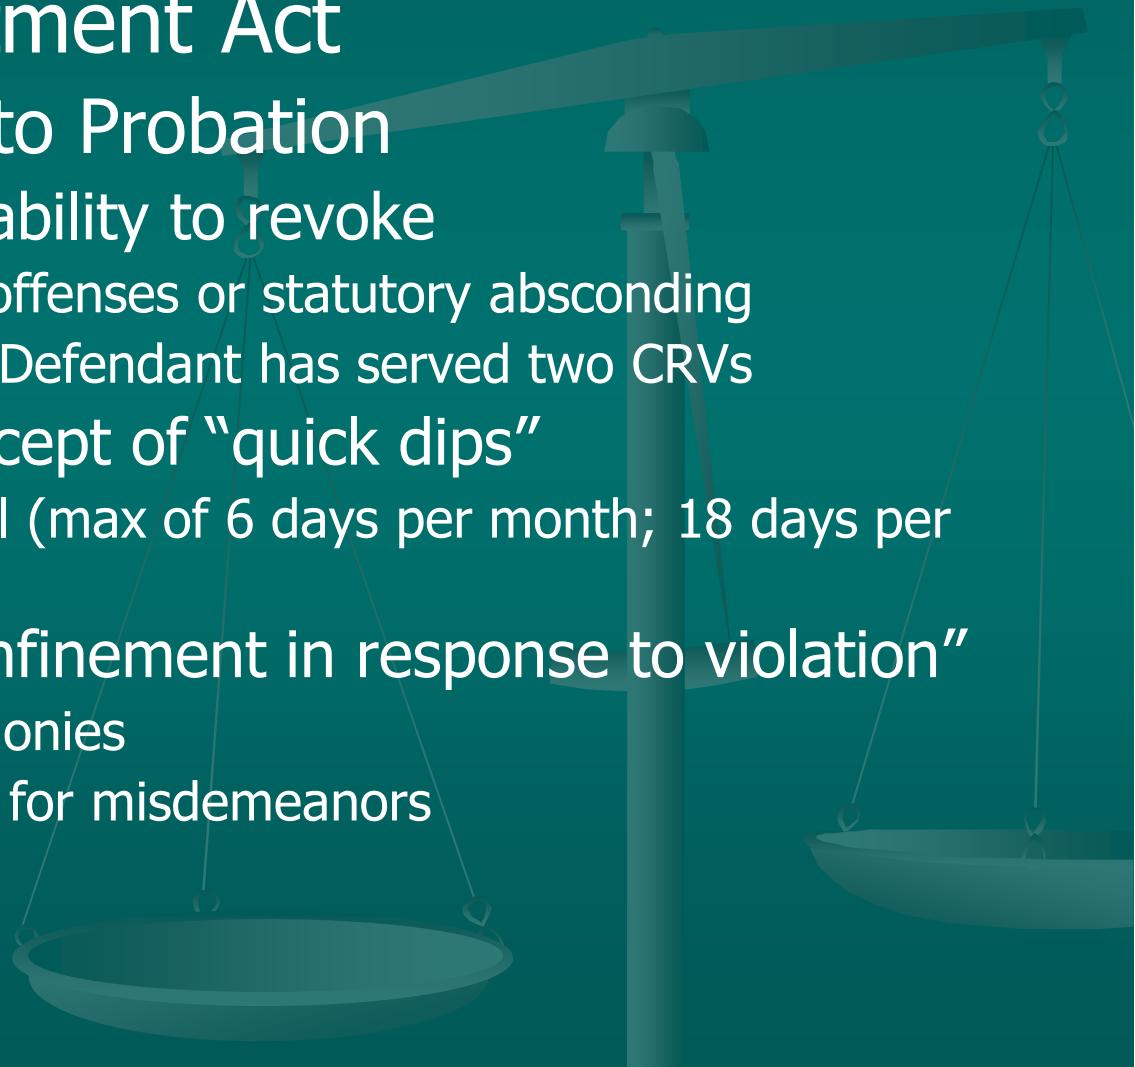 tment Act
to Probation
ability to revoke
offenses or statutory absconding
Defendant has served two CRVs
cept of “quick dips”
l (max of 6 days per month; 18 days per
nfinement in response to violation”
onies
for misdemeanors